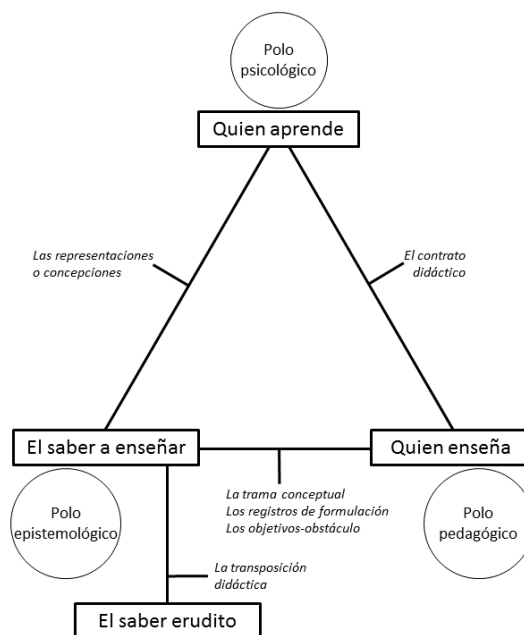 Polo
psicológico
Quien aprende
Las representaciones
o concepciones
El contrato
didáctico
El saber a enseñar
Quien enseña
La trama conceptual
Los registros de formulación
Los objetivos-obstáculo
Polo
epistemológico
Polo
pedagógico
La transposición
didáctica
El saber erudito